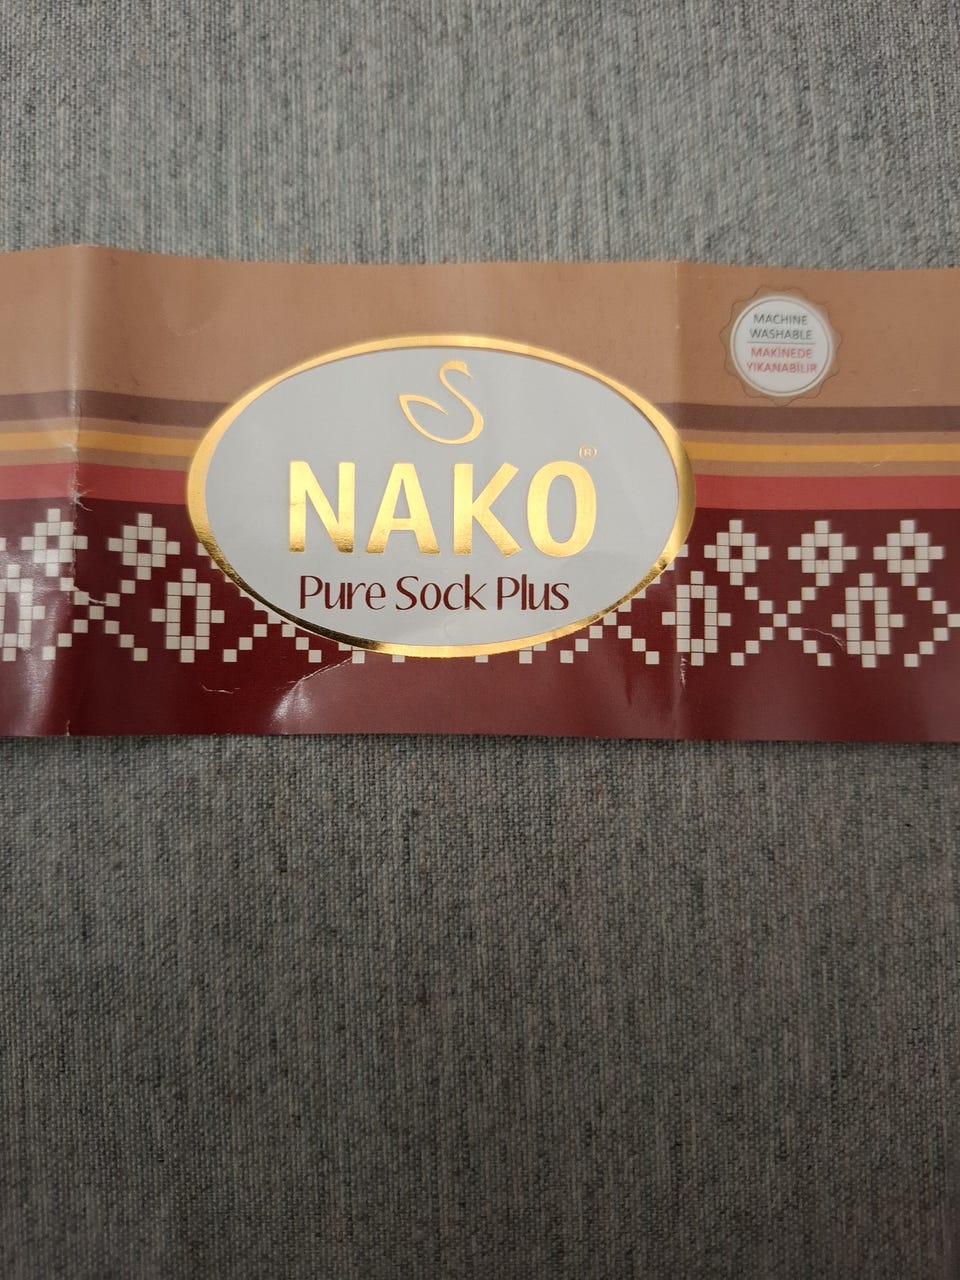 MACHINE
WASHABLE
MAKİNEDE
YIKANABİLİR
NAKO®
Pure Sock Plus